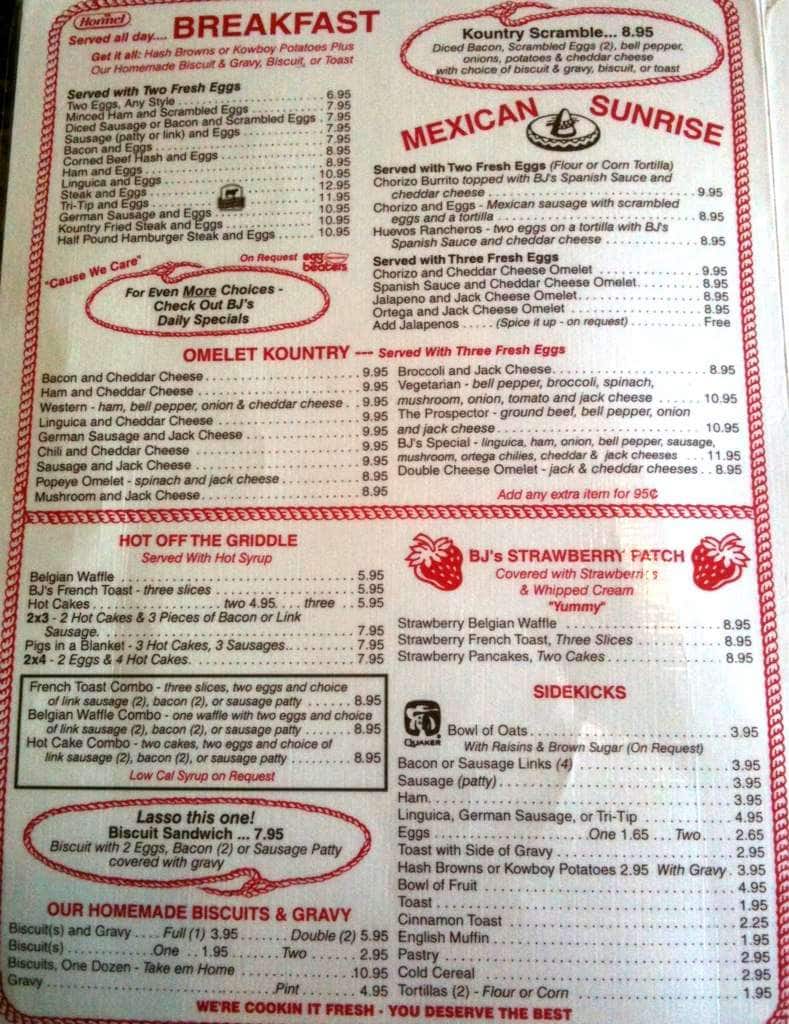 Hormel
Served all day.... BREAKFAST
Get it all: Hash Browns or Kowboy Potatoes Plus
Our Homemade Biscuit & Gravy, Biscuit, or Toast
Served with Two Fresh Eggs
Two Eggs, Any Style 6.95
Minced Ham and Scrambled Eggs 7.95
Diced Sausage or Bacon and Scrambled Eggs 7.95
Sausage (patty or link) and Eggs 7.95
Bacon and Eggs 7.95
Corned Beef Hash and Eggs 8.95
Ham and Eggs 8.95
Linguica and Eggs 10.95
Steak and Eggs 12.95
Tri-Tip and Eggs 11.95
German Sausage and Eggs 10.95
Kountry Fried Steak and Eggs 10.95
Half Pound Hamburger Steak and Eggs 10.95
"Cause We Care"
On Request egg beaters
For Even More Choices -
Check Out BJ's
Daily Specials
Kountry Scramble... 8.95
Diced Bacon, Scrambled Eggs (2), bell pepper,
onions, potatoes & cheddar cheese
with choice of biscuit & gravy, biscuit, or toast
MEXICAN SUNRISE
Served with Two Fresh Eggs (Flour or Corn Tortilla)
Chorizo Burrito topped with BJ's Spanish Sauce and
cheddar cheese 9.95
Chorizo and Eggs - Mexican sausage with scrambled
eggs and a tortilla 8.95
Huevos Rancheros - two eggs on a tortilla with BJ's
Spanish Sauce and cheddar cheese 8.95
Served with Three Fresh Eggs
Chorizo and Cheddar Cheese Omelet 9.95
Spanish Sauce and Cheddar Cheese Omelet 8.95
Jalapeno and Jack Cheese Omelet 8.95
Ortega and Jack Cheese Omelet 8.95
Add Jalapenos ..... (Spice it up - on request) Free
OMELET KOUNTRY --- Served With Three Fresh Eggs
Bacon and Cheddar Cheese 9.95
Ham and Cheddar Cheese 9.95
Western - ham, bell pepper, onion & cheddar cheese 9.95
Linguica and Cheddar Cheese 9.95
German Sausage and Jack Cheese 9.95
Chili and Cheddar Cheese 9.95
Sausage and Jack Cheese 9.95
Popeye Omelet - spinach and jack cheese 8.95
Mushroom and Jack Cheese 8.95
Broccoli and Jack Cheese 8.95
Vegetarian - bell pepper, broccoli, spinach,
mushroom, onion, tomato and jack cheese 10.95
The Prospector - ground beef, bell pepper, onion
and jack cheese 10.95
BJ's Special - linguica, ham, onion, bell pepper, sausage,
mushroom, ortega chilies, cheddar & jack cheeses 11.95
Double Cheese Omelet - jack & cheddar cheeses 8.95
Add any extra item for 95¢
HOT OFF THE GRIDDLE
Served With Hot Syrup
Belgian Waffle 5.95
BJ's French Toast - three slices 5.95
Hot Cakes two 4.95 three 5.95
2x3 - 2 Hot Cakes & 3 Pieces of Bacon or Link
Sausage 7.95
Pigs in a Blanket - 3 Hot Cakes, 3 Sausages 7.95
2x4 - 2 Eggs & 4 Hot Cakes 7.95
French Toast Combo - three slices, two eggs and choice
of link sausage (2), bacon (2), or sausage patty 8.95
Belgian Waffle Combo - one waffle with two eggs and choice
of link sausage (2), bacon (2), or sausage patty 8.95
Hot Cake Combo - two cakes, two eggs and choice of
link sausage (2), bacon (2), or sausage patty 8.95
Low Cal Syrup on Request
Lasso this one!
Biscuit Sandwich ... 7.95
Biscuit with 2 Eggs, Bacon (2) or Sausage Patty
covered with gravy
OUR HOMEMADE BISCUITS & GRAVY
Biscuit(s) and Gravy Full (1) 3.95 Double (2) 5.95
Biscuit(s) One 1.95 Two 2.95
Biscuits, One Dozen - Take em Home 10.95
Gravy Pint 4.95
BJ's STRAWBERRY PATCH
Covered with Strawberries
& Whipped Cream
"Yummy"
Strawberry Belgian Waffle 8.95
Strawberry French Toast, Three Slices 8.95
Strawberry Pancakes, Two Cakes 8.95
SIDEKICKS
QUAKER
Bowl of Oats 3.95
With Raisins & Brown Sugar (On Request)
Bacon or Sausage Links (4) 3.95
Sausage (patty) 3.95
Ham 3.95
Linguica, German Sausage, or Tri-Tip 4.95
Eggs One 1.65 ... Two 2.65
Toast with Side of Gravy 2.95
Hash Browns or Kowboy Potatoes 2.95 With Gravy 3.95
Bowl of Fruit 4.95
Toast 1.95
Cinnamon Toast 2.25
English Muffin 1.95
Pastry 2.95
Cold Cereal 2.95
Tortillas (2) - Flour or Corn 1.95
WE'RE COOKIN IT FRESH - YOU DESERVE THE BEST